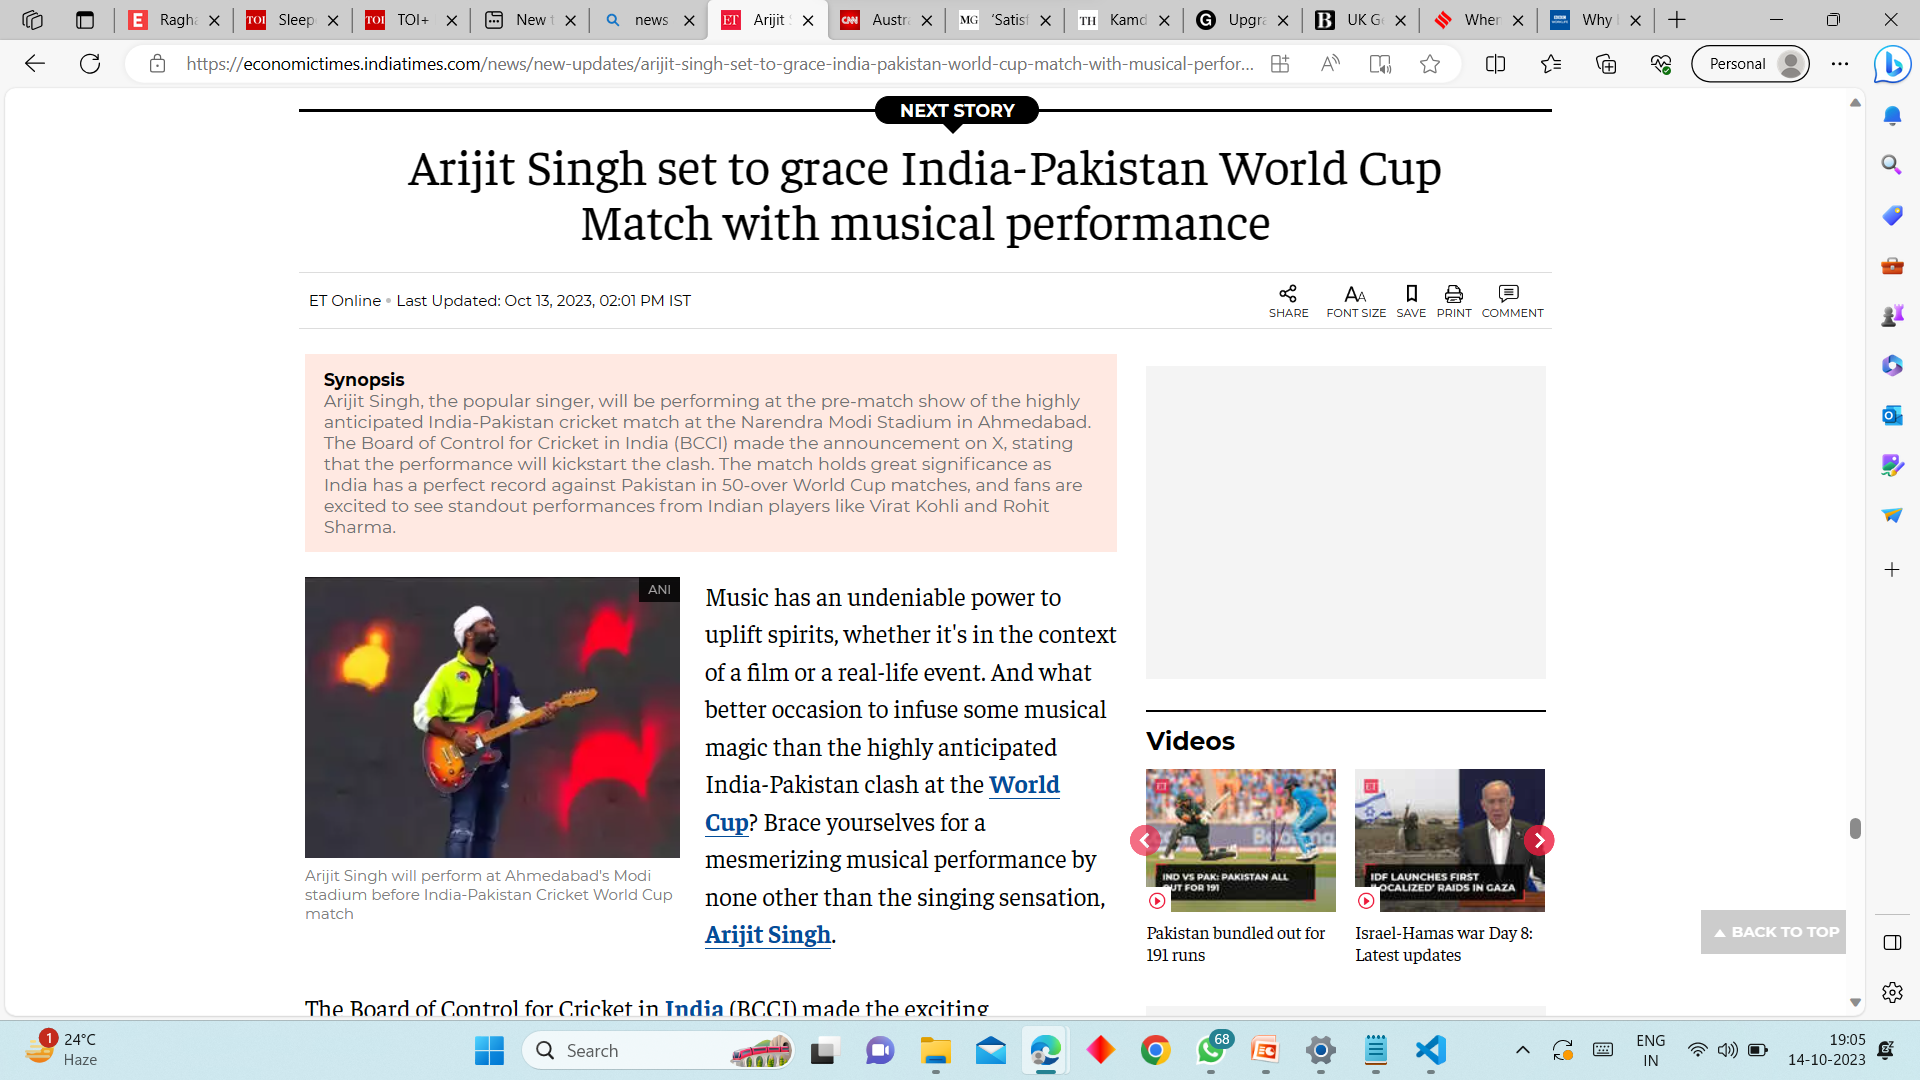 Ragha
Sleep
TOI+
New t
news
Arijit S
Austra
'Satisf
Kamd
Upgra
UK Ge
When
Why
https://economictimes.indiatimes.com/news/new-updates/arijit-singh-set-to-grace-india-pakistan-world-cup-match-with-musical-perfor...
Personal
NEXT STORY
Arijit Singh set to grace India-Pakistan World Cup
Match with musical performance
ET Online • Last Updated: Oct 13, 2023, 02:01 PM IST
SHARE
FONT SIZE
SAVE
PRINT
COMMENT
Synopsis
Arijit Singh, the popular singer, will be performing at the pre-match show of the highly
anticipated India-Pakistan cricket match at the Narendra Modi Stadium in Ahmedabad.
The Board of Control for Cricket in India (BCCI) made the announcement on X, stating
that the performance will kickstart the clash. The match holds great significance as
India has a perfect record against Pakistan in 50-over World Cup matches, and fans are
excited to see standout performances from Indian players like Virat Kohli and Rohit
Sharma.
ANI
Arijit Singh will perform at Ahmedabad's Modi
stadium before India-Pakistan Cricket World Cup
match
Music has an undeniable power to
uplift spirits, whether it's in the context
of a film or a real-life event. And what
better occasion to infuse some musical
magic than the highly anticipated
India-Pakistan clash at the World
Cup? Brace yourselves for a
mesmerizing musical performance by
none other than the singing sensation,
Arijit Singh.
The Board of Control for Cricket in India (BCCI) made the exciting
Videos
IND VS PAK: PAKISTAN ALL
OUT FOR 191
Pakistan bundled out for
191 runs
IDF LAUNCHES FIRST
'LOCALIZED' RAIDS IN GAZA
Israel-Hamas war Day 8:
Latest updates
BACK TO TOP
1
24°C
Haze
Search
68
ENG
IN
19:05
14-10-2023